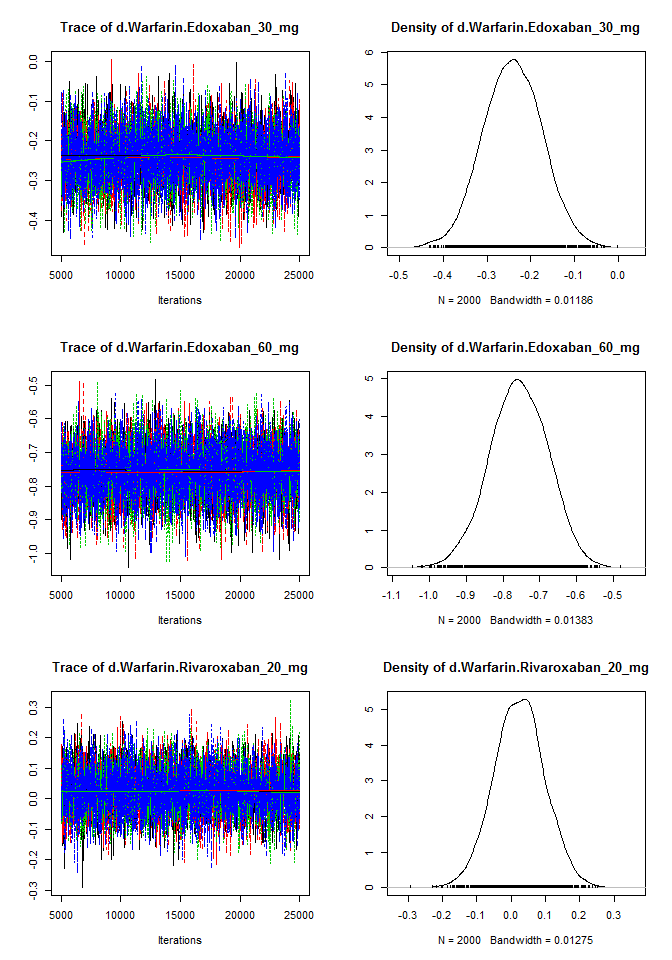 Trace of d.Warfarin.Edoxaban_30_mg
0.0
-0.1
-0.2
-0.3
-0.4
5000 10000 15000 20000 25000
Iterations
Density of d.Warfarin.Edoxaban_30_mg
6
5
4
3
2
1
0
-0.5 -0.4 -0.3 -0.2 -0.1 0.0
N = 2000 Bandwidth = 0.01186
Trace of d.Warfarin.Edoxaban_60_mg
-0.5
-0.6
-0.7
-0.8
-0.9
-1.0
5000 10000 15000 20000 25000
Iterations
Density of d.Warfarin.Edoxaban_60_mg
5
4
3
2
1
0
-1.1 -1.0 -0.9 -0.8 -0.7 -0.6 -0.5
N = 2000 Bandwidth = 0.01383
Trace of d.Warfarin.Rivaroxaban_20_mg
0.3
0.2
0.1
0.0
-0.1
-0.2
-0.3
5000 10000 15000 20000 25000
Iterations
Density of d.Warfarin.Rivaroxaban_20_mg
5
4
3
2
1
0
-0.3 -0.2 -0.1 0.0 0.1 0.2 0.3
N = 2000 Bandwidth = 0.01275